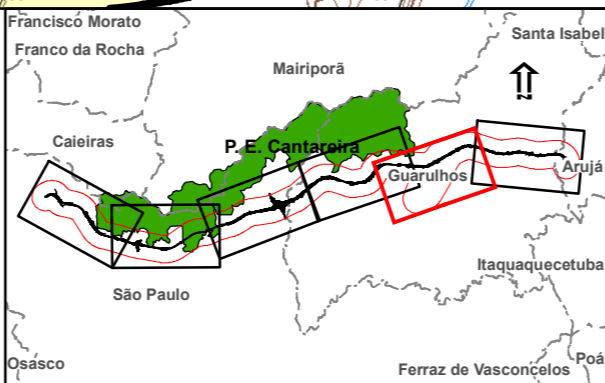 Francisco Morato
Franco da Rocha
Santa Isabel
Mairiporã
N
Caieiras
P. E. Cantareira
Guarulhos
Arujá
Itaquaquecetuba
São Paulo
Osasco
Poá
Ferraz de Vasconcelos